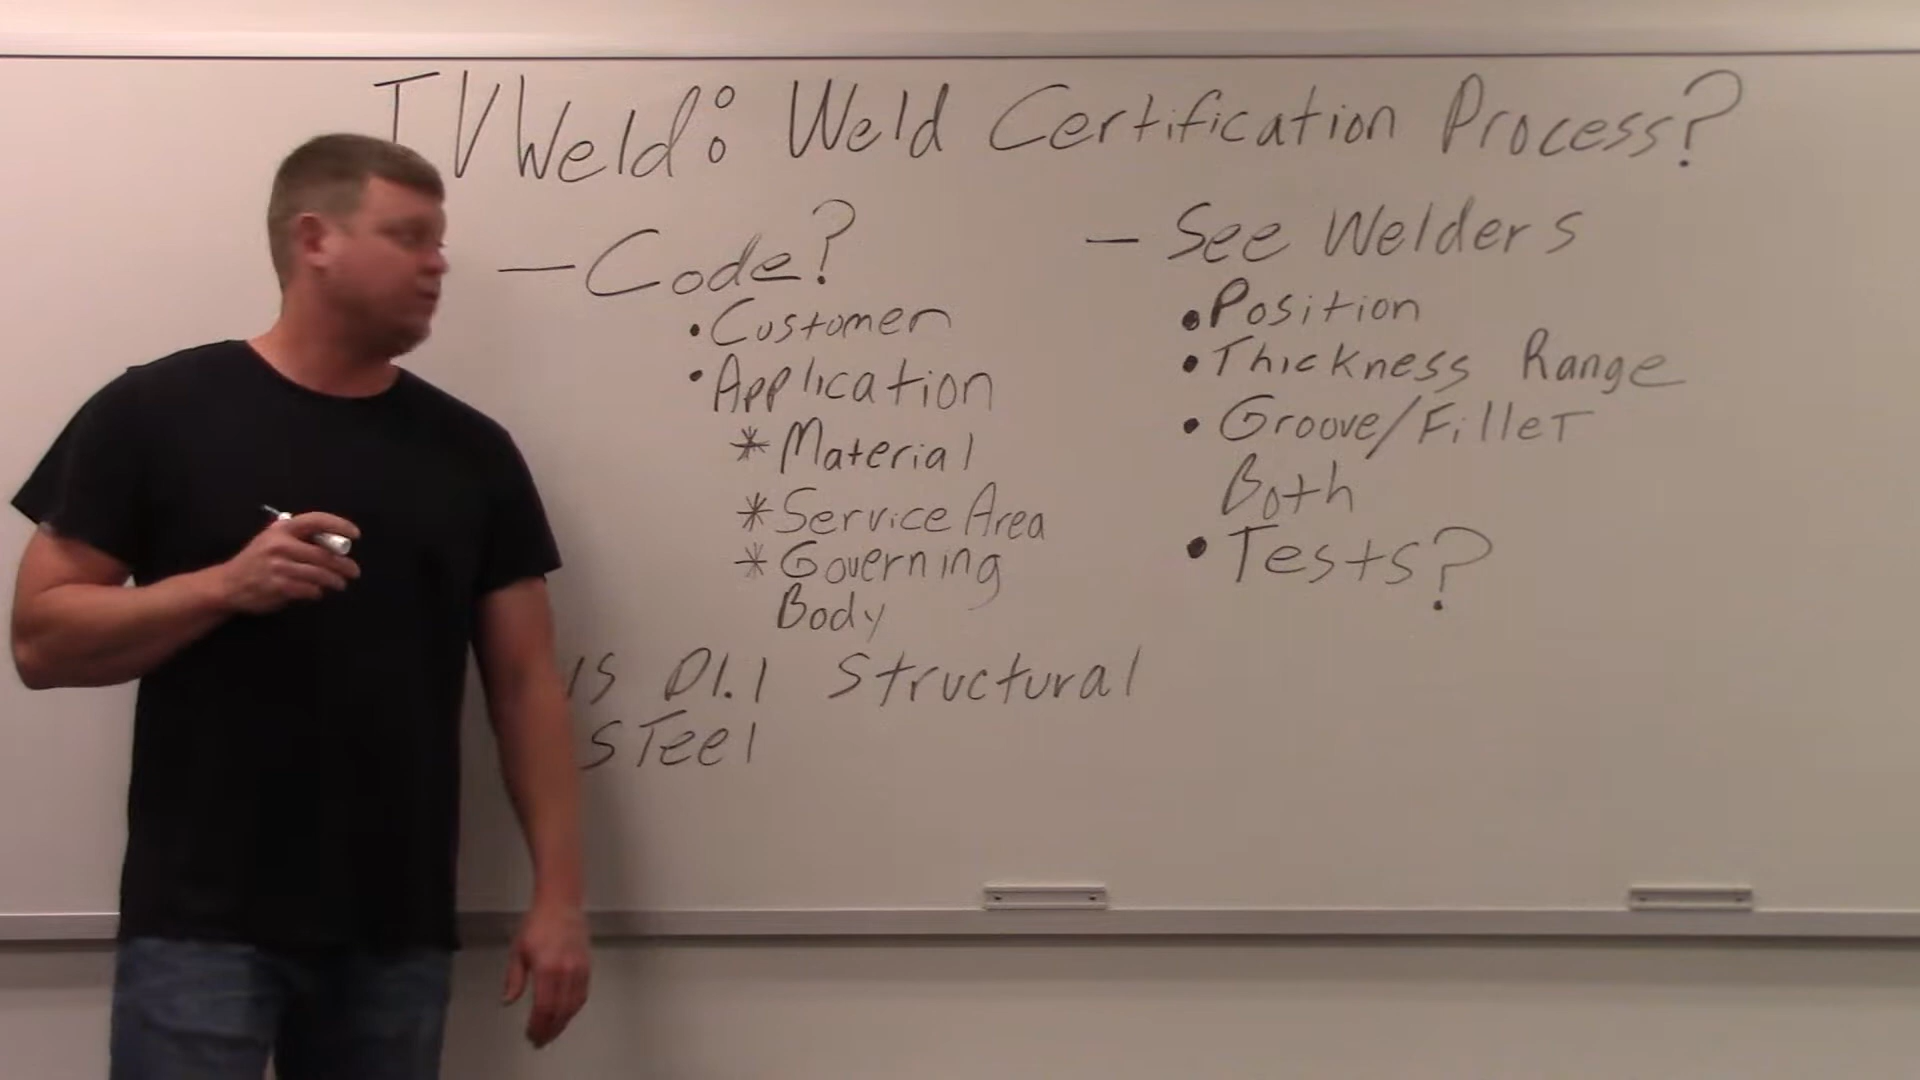 TVWeld: Weld Certification Process?
— Code?
• Customer
• Application
* Material
* Service Area
* Governing
Body
D1.1 Structural
Steel
— See Welders
• Position
• Thickness Range
• Groove/Fillet
Both
• Tests?